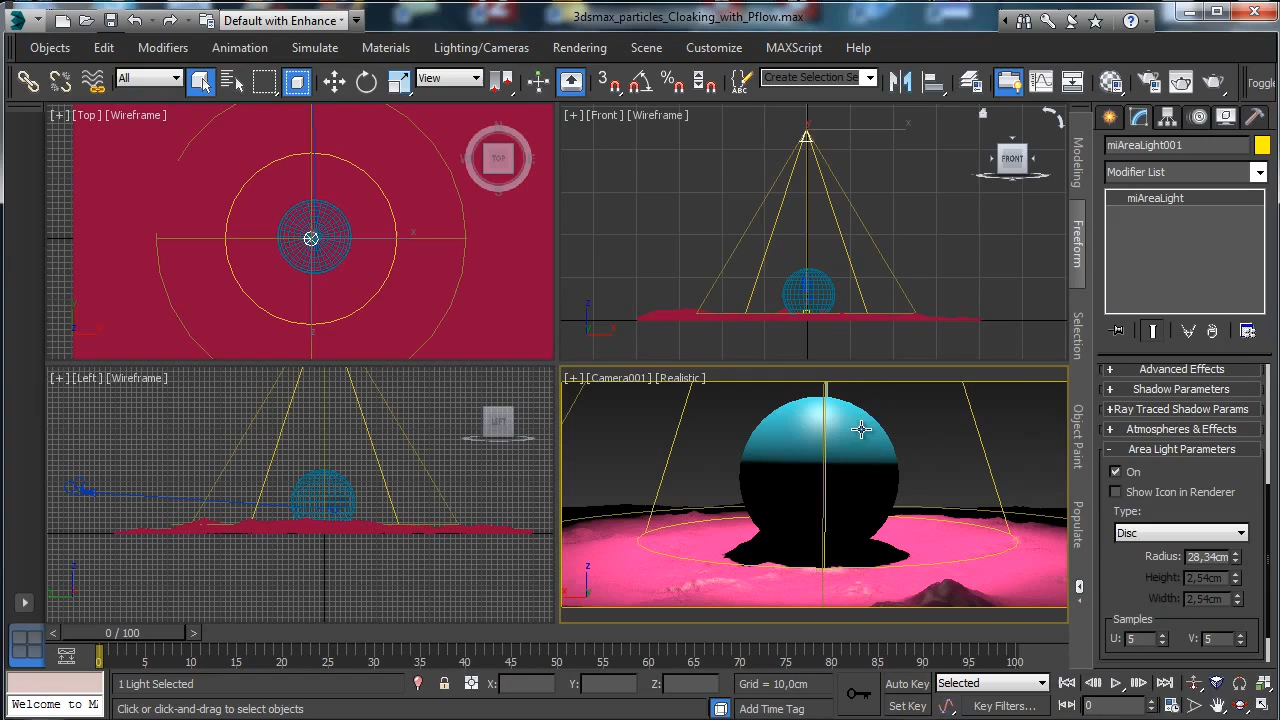 Default with Enhance
3dsmax_particles_Cloaking_with_Pflow.max
Objects Edit Modifiers Animation Simulate Materials Lighting/Cameras Rendering Scene Customize MAXScript Help
All View 3 % ABC Create Selection Se Toggl
[+][Top][Wireframe]
TOP
x
z
[+][Front][Wireframe]
x
FRONT
z
[+][Left][Wireframe]
LEFT
z
[+][Camera001][Realistic]
z
Modeling
Freeform
Selection
Object Paint
Populate
miAreaLight001
Modifier List
miAreaLight
+ Advanced Effects
+ Shadow Parameters
+Ray Traced Shadow Params
+ Atmospheres & Effects
- Area Light Parameters
On
Show Icon in Renderer
Type:
Disc
Radius: 28,34cm
Height: 2,54cm
Width: 2,54cm
Samples
U: 5 V: 5
< 0 / 100 >
0 5 10 15 20 25 30 35 40 45 50 55 60 65 70 75 80 85 90 95 100
1 Light Selected X: Y: Z: Grid = 10,0cm Auto Key Selected
Welcome to M
Click or click-and-drag to select objects Add Time Tag Set Key Key Filters... 0